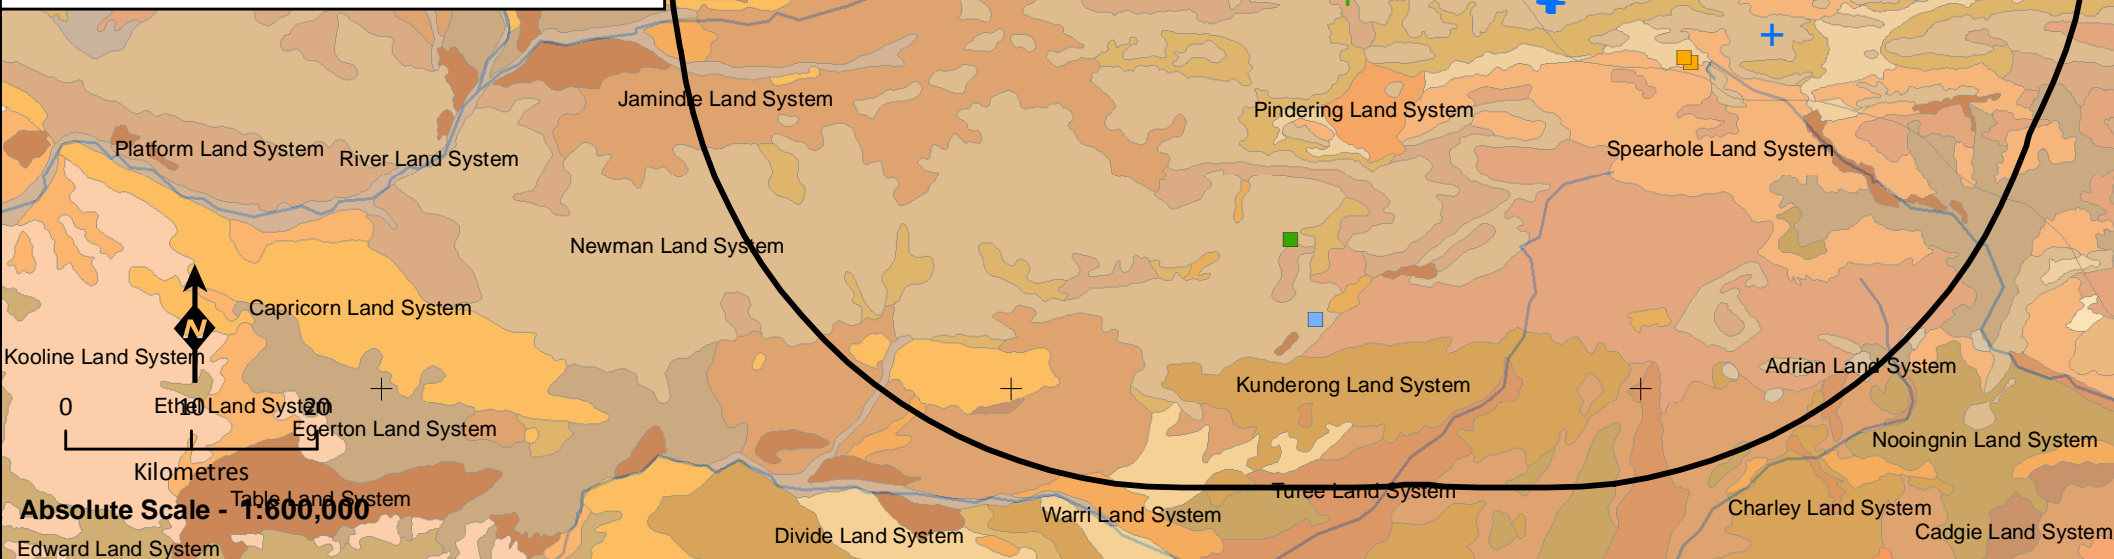 Jamindie Land System
Pindering Land System
Platform Land System
River Land System
Spearhole Land System
Newman Land System
Capricorn Land System
N
Kooline Land System
Adrian Land System
Kunderong Land System
0 10 20
Ethel Land System
Egerton Land System
Nooingnin Land System
Kilometres
Table Land System
Turee Land System
Absolute Scale - 1:600,000
Warri Land System
Charley Land System
Divide Land System
Cadgie Land System
Edward Land System